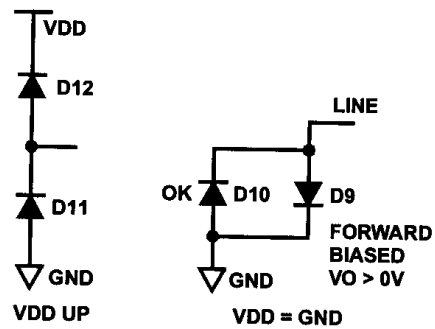 VDD
D12
D11
GND
VDD UP
LINE
OK
D10
D9
FORWARD
BIASED
VO > 0V
GND
VDD = GND